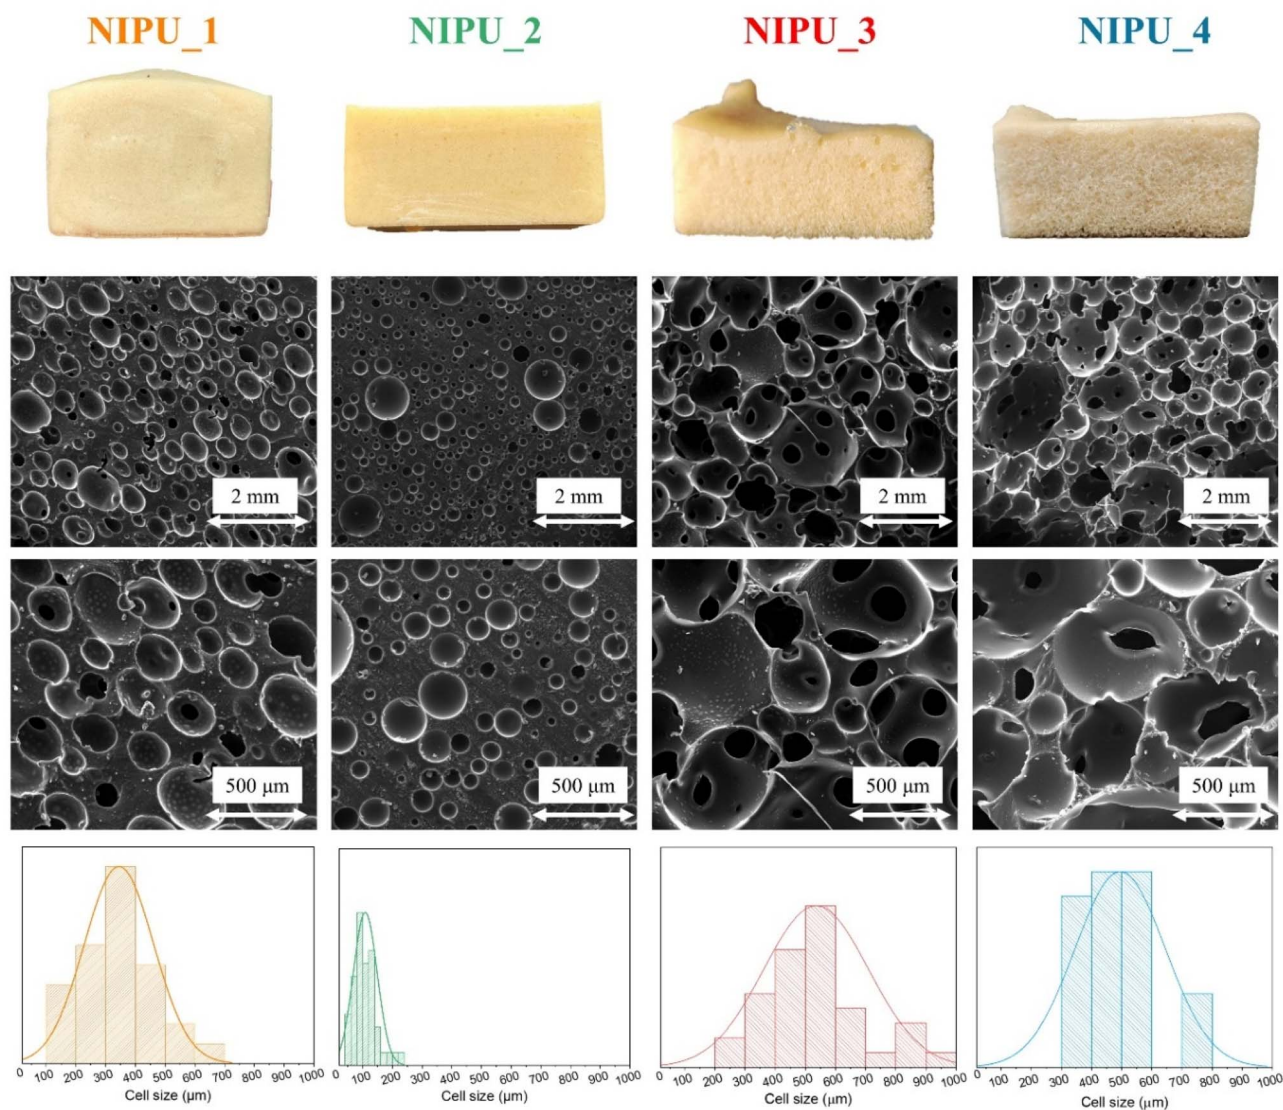 NIPU_1 NIPU_2 NIPU_3 NIPU_4
2 mm 2 mm 2 mm 2 mm
500 μm 500 μm 500 μm 500 μm
0 100 200 300 400 500 600 700 800 900 1000 0 100 200 300 400 500 600 700 800 900 1000 0 100 200 300 400 500 600 700 800 900 1000 0 100 200 300 400 500 600 700 800 900 1000
Cell size (μm) Cell size (μm) Cell size (μm) Cell size (μm)